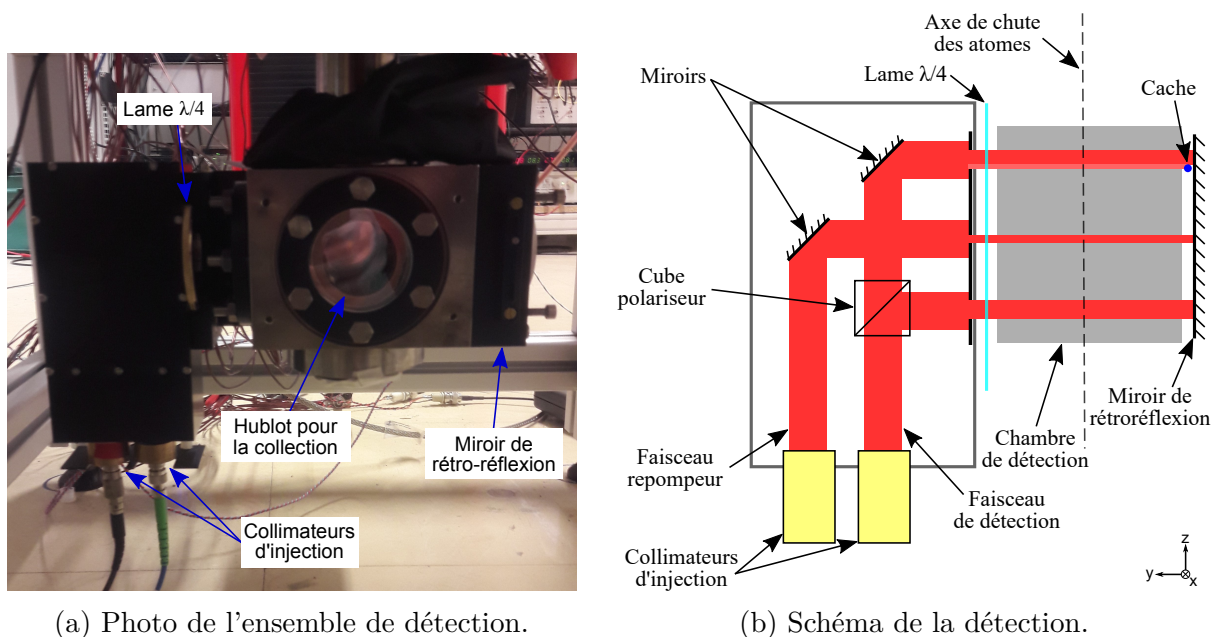 Lame λ/4
Hublot pour
la collection
Miroir de
rétro-réflexion
Collimateurs
d'injection
(a) Photo de l'ensemble de détection.
Axe de chute
des atomes
Miroirs
Lame λ/4
Cache
Cube
polariseur
Faisceau
repompeur
Chambre
de détection
Miroir de
rétroréflexion
Faisceau
de détection
Collimateurs
d'injection
z
y
x
(b) Schéma de la détection.